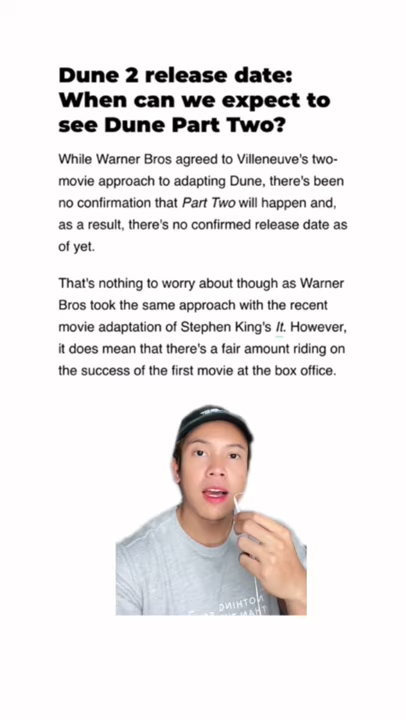 Dune 2 release date:
When can we expect to
see Dune Part Two?
While Warner Bros agreed to Villeneuve's two-
movie approach to adapting Dune, there's been
no confirmation that Part Two will happen and,
as a result, there's no confirmed release date as
of yet.
That's nothing to worry about though as Warner
Bros took the same approach with the recent
movie adaptation of Stephen King's It. However,
it does mean that there's a fair amount riding on
the success of the first movie at the box office.
NOTHING
THAN